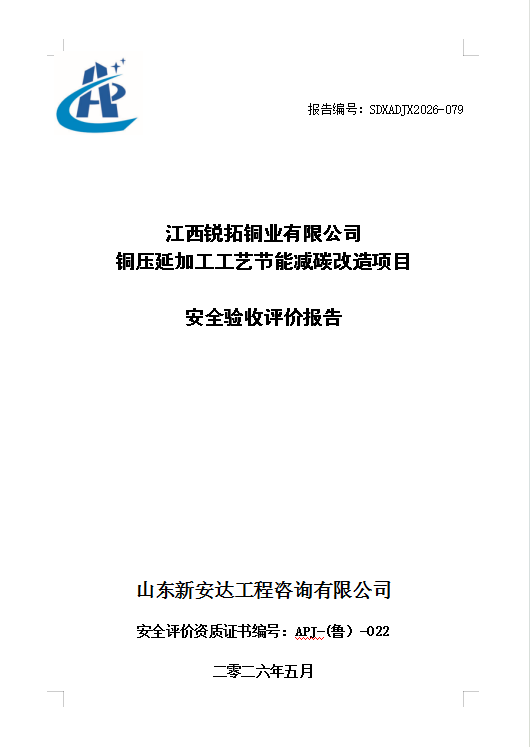 AP
报告编号：SDXADJX2026-079
江西锐拓铜业有限公司
铜压延加工工艺节能减碳改造项目
安全验收评价报告
山东新安达工程咨询有限公司
安全评价资质证书编号：APJ-(鲁）-022
二零二六年五月